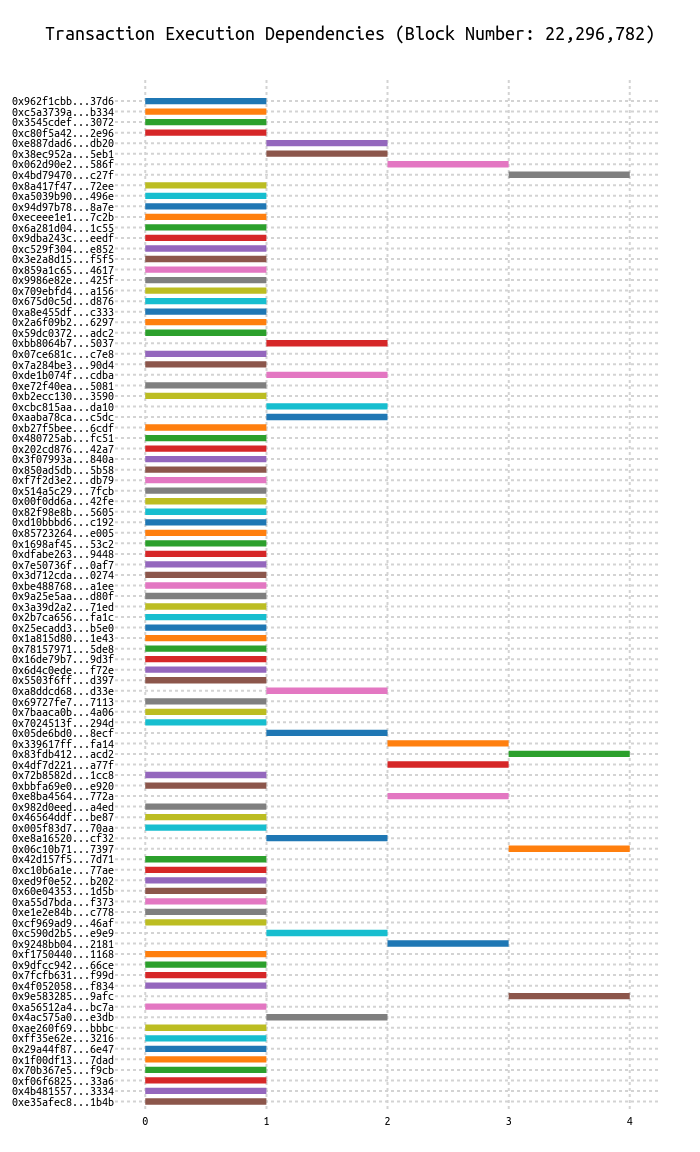 Transaction Execution Dependencies (Block Number: 22,296,782)
0x962f1cbb...37d6
0xc5a3739a...b334
0x3545cdef...3072
0xc80f5a42...2e96
0xe887dad6...db20
0x38ec952a...5eb1
0x062d90e2...586f
0x4bd79470...c27f
0x8a417f47...72ee
0xa5039b90...496e
0x94d97b78...8a7e
0xeceee1e1...7c2b
0x6a281d04...1c55
0x9dba243c...eedf
0xc529f304...e852
0x3e2a8d15...f5f5
0x859a1c65...4617
0x9986e82e...425f
0x709ebfd4...a156
0x675d0c5d...d876
0xa8e455df...c333
0x2a6f09b2...6297
0x59dc0372...adc2
0xbb8064b7...5037
0x07ce681c...c7e8
0x7a284be3...90d4
0xde1b074f...cdba
0xe72f40ea...5081
0xb2ecc130...3590
0xcbc815aa...da10
0xaaba78ca...c5dc
0xb27f5bee...6cdf
0x480725ab...fc51
0x202cd876...42a7
0x3f07993a...840a
0x850ad5db...5b58
0xf7f2d3e2...db79
0x514a5c29...7fcb
0x00f0dd6a...42fe
0x82f98e8b...5605
0xd10bbbd6...c192
0x85723264...e005
0x1698af45...53c2
0xdfabe263...9448
0x7e50736f...0af7
0x3d712cda...0274
0xbe488768...a1ee
0x9a25e5aa...d80f
0x3a39d2a2...71ed
0x2b7ca656...fa1c
0x25ecadd3...b5e0
0x1a815d80...1e43
0x78157971...5de8
0x16de79b7...9d3f
0x6d4c0ede...f72e
0x5503f6ff...d397
0xa8ddcd68...d33e
0x69727fe7...7113
0x7baaca0b...4a06
0x7024513f...294d
0x05de6bd0...8ecf
0x339617ff...fa14
0x83fdb412...acd2
0x4df7d221...a77f
0x72b8582d...1cc8
0xbbfa69e0...e920
0xe8ba4564...772a
0x982d0eed...a4ed
0x46564ddf...be87
0x005f83d7...70aa
0xe8a16520...cf32
0x06c10b71...7397
0x42d157f5...7d71
0xc10b6a1e...77ae
0xed9f0e52...b202
0x60e04353...1d5b
0xa55d7bda...f373
0xe1e2e84b...c778
0xcf969ad9...46af
0xc590d2b5...e9e9
0x9248bb04...2181
0xf1750440...1168
0x9dfcc942...66ce
0x7fcfb631...f99d
0x4f052058...f834
0x9e583285...9afc
0xa56512a4...bc7a
0x4ac575a0...e3db
0xae260f69...bbbc
0xff35e62e...3216
0x29a44f87...6e47
0x1f00df13...7dad
0x70b367e5...f9cb
0xf06f6825...33a6
0x4b481557...3334
0xe35afec8...1b4b
0 1 2 3 4